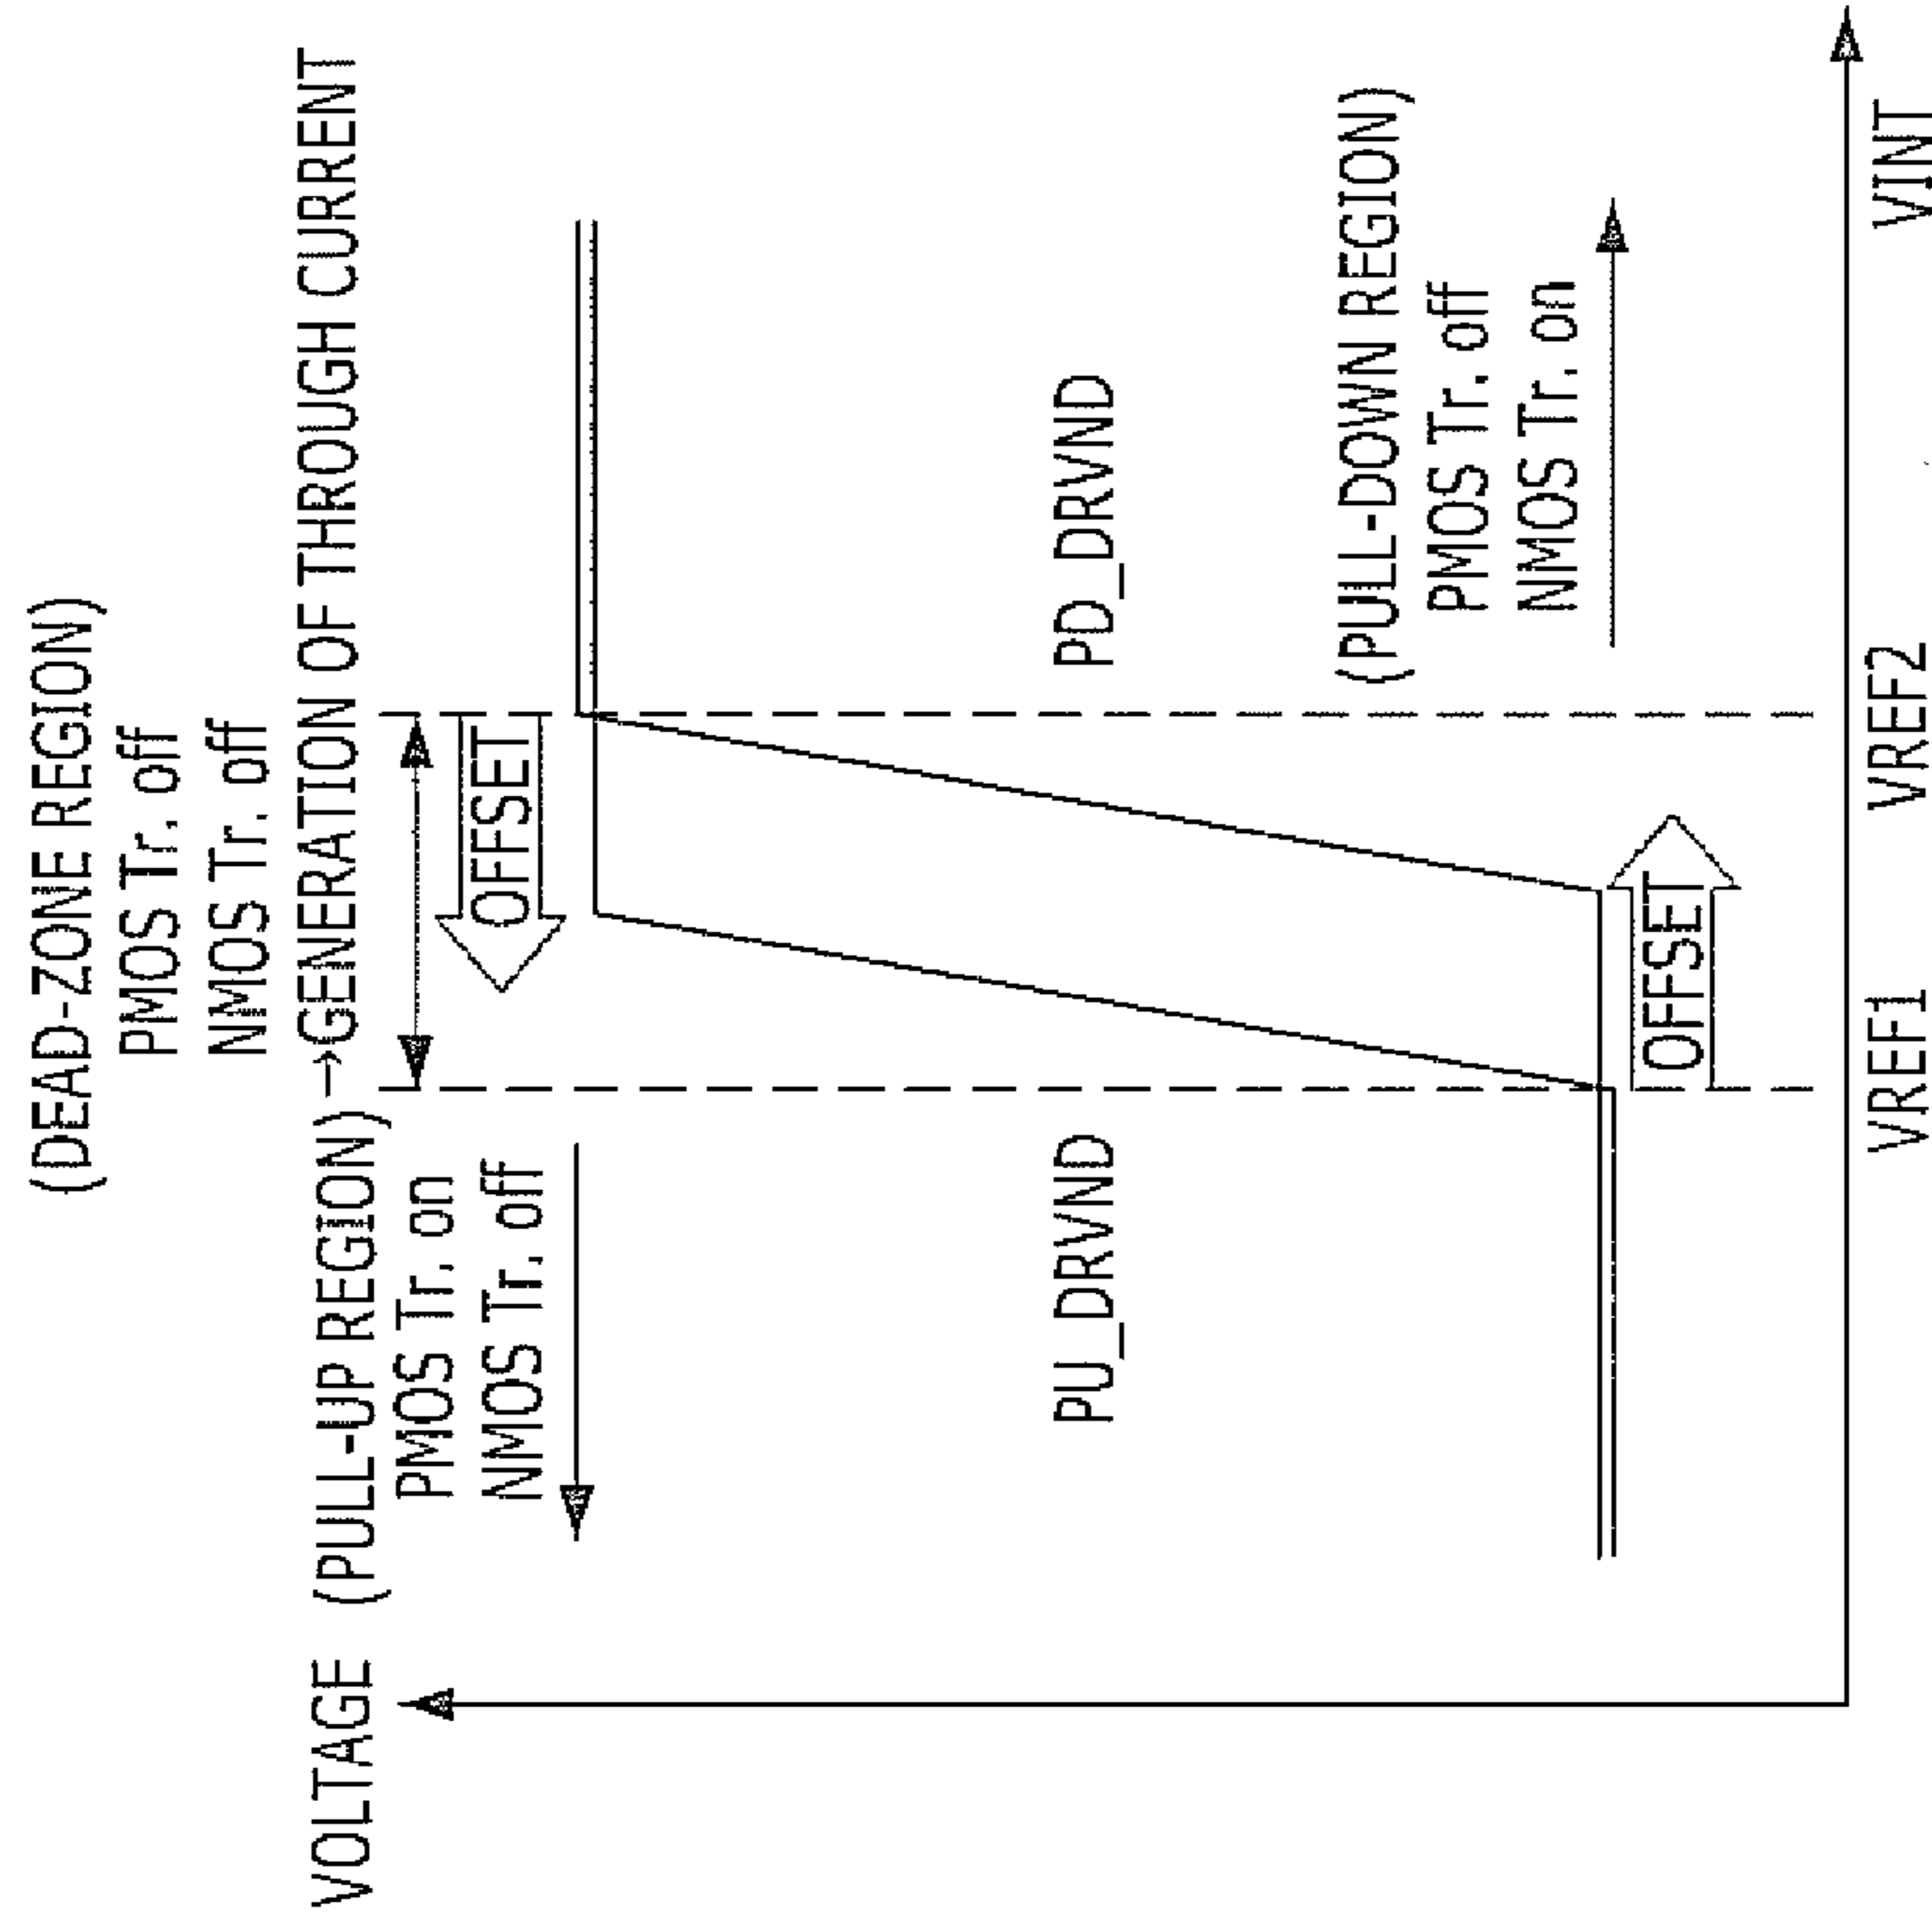 (DEAD-ZONE REGION)
PMOS Tr. off
NMOS Tr. off
VOLTAGE
(PULL-UP REGION)
→GENERATION OF THROUGH CURRENT
PMOS Tr. on
NMOS Tr. off
OFFSET
PU_DRVND
PD_DRVND
(PULL-DOWN REGION)
PMOS Tr. off
NMOS Tr. on
OFFSET
VREF1
VREF2
VINT